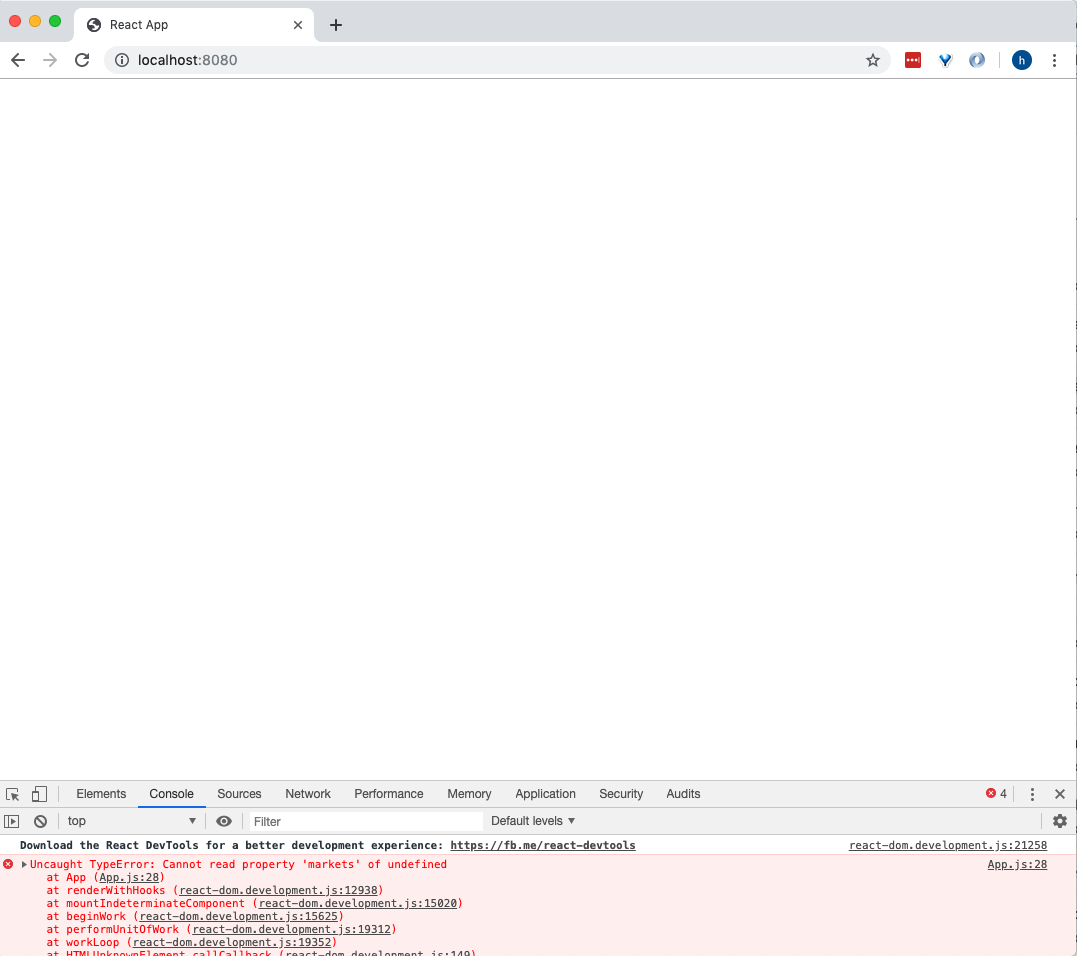 React App
localhost:8080
h
Elements Console Sources Network Performance Memory Application Security Audits 4
top Filter Default levels
Download the React DevTools for a better development experience: https://fb.me/react-devtools react-dom.development.js:21258
Uncaught TypeError: Cannot read property 'markets' of undefined App.js:28
at App (App.js:28)
at renderWithHooks (react-dom.development.js:12938)
at mountIndeterminateComponent (react-dom.development.js:15020)
at beginWork (react-dom.development.js:15625)
at performUnitOfWork (react-dom.development.js:19312)
at workLoop (react-dom.development.js:19352)
at HTMLUnknownElement.callCallback (react-dom.development.js:149)